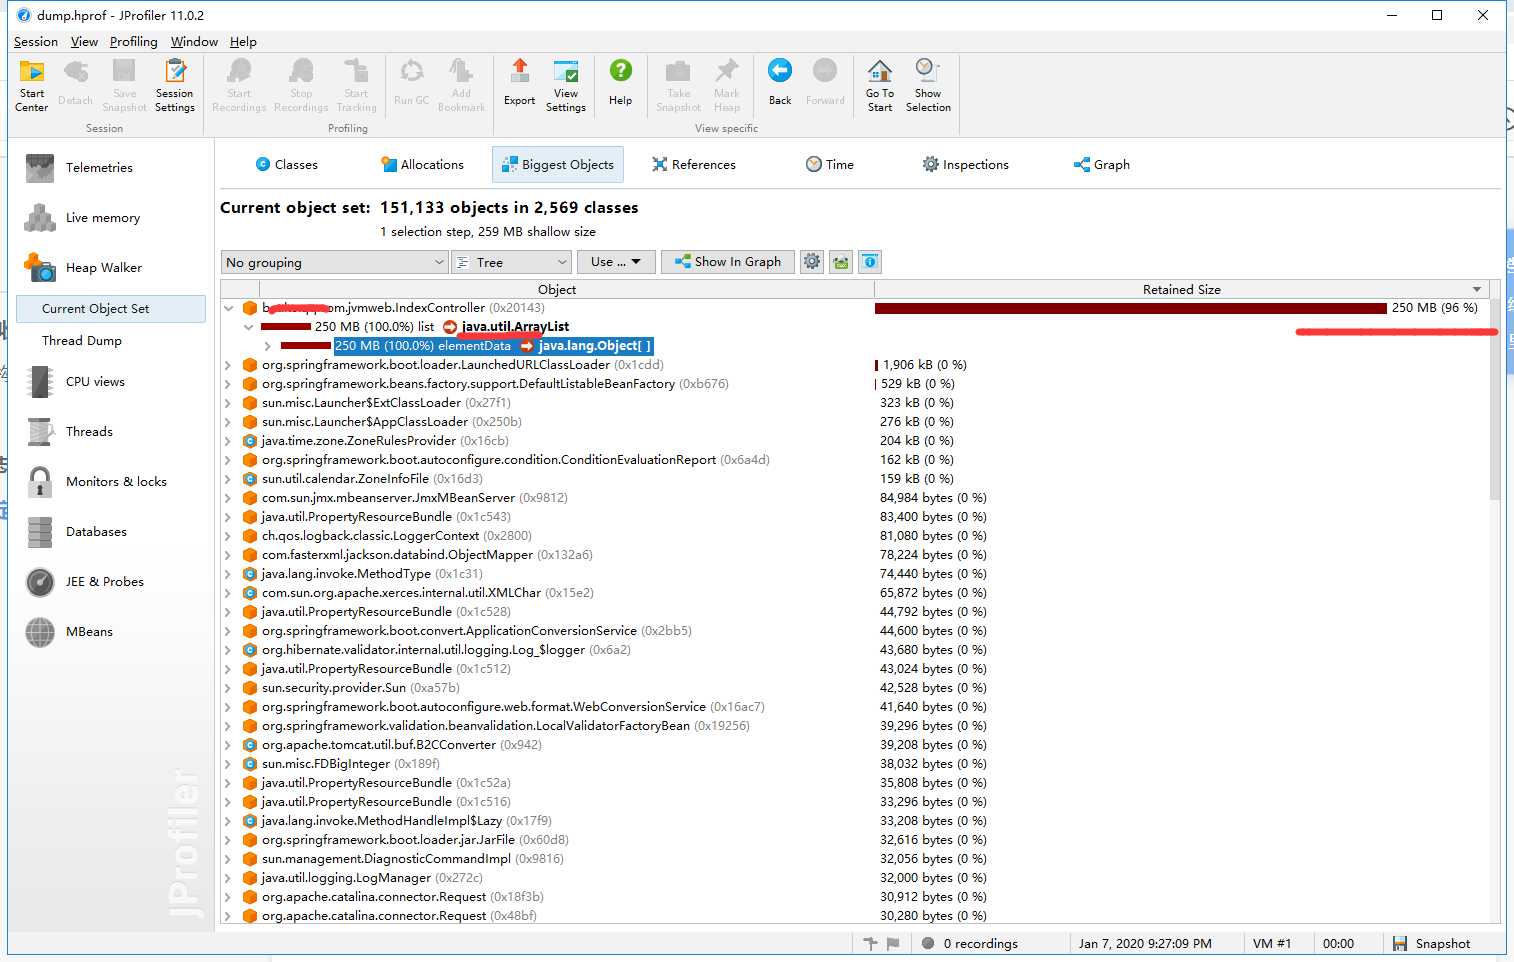 dump.hprof - JProfiler 11.0.2
Session View Profiling Window Help
Start Center
Detach
Save Snapshot
Session Settings
Start Recordings
Stop Recordings
Start Tracking
Run GC
Add Bookmark
Export
View Settings
Help
Take Snapshot
Mark Heap
Back
Forward
Go To Start
Show Selection
Session
Profiling
View specific
Telemetries
Live memory
Heap Walker
Current Object Set
Thread Dump
CPU views
Threads
Monitors & locks
Databases
JEE & Probes
MBeans
JProfiler
Classes Allocations Biggest Objects References Time Inspections Graph
Current object set: 151,133 objects in 2,569 classes
1 selection step, 259 MB shallow size
No grouping Tree Use ... Show In Graph
Object Retained Size
om.jvmweb.IndexController (0x20143) 250 MB (96 %)
250 MB (100.0%) list java.util.ArrayList
250 MB (100.0%) elementData java.lang.Object[ ]
org.springframework.boot.loader.LaunchedURLClassLoader (0x1cdd) 1,906 kB (0 %)
org.springframework.beans.factory.support.DefaultListableBeanFactory (0xb676) 529 kB (0 %)
sun.misc.Launcher$ExtClassLoader (0x27f1) 323 kB (0 %)
sun.misc.Launcher$AppClassLoader (0x250b) 276 kB (0 %)
java.time.zone.ZoneRulesProvider (0x16cb) 204 kB (0 %)
org.springframework.boot.autoconfigure.condition.ConditionEvaluationReport (0x6a4d) 162 kB (0 %)
sun.util.calendar.ZoneInfoFile (0x16d3) 159 kB (0 %)
com.sun.jmx.mbeanserver.JmxMBeanServer (0x9812) 84,984 bytes (0 %)
java.util.PropertyResourceBundle (0x1c543) 83,400 bytes (0 %)
ch.qos.logback.classic.LoggerContext (0x2800) 81,080 bytes (0 %)
com.fasterxml.jackson.databind.ObjectMapper (0x132a6) 78,224 bytes (0 %)
java.lang.invoke.MethodType (0x1c31) 74,440 bytes (0 %)
com.sun.org.apache.xerces.internal.util.XMLChar (0x15e2) 65,872 bytes (0 %)
java.util.PropertyResourceBundle (0x1c528) 44,792 bytes (0 %)
org.springframework.boot.convert.ApplicationConversionService (0x2bb5) 44,600 bytes (0 %)
org.hibernate.validator.internal.util.logging.Log_$logger (0x6a2) 43,680 bytes (0 %)
java.util.PropertyResourceBundle (0x1c512) 43,024 bytes (0 %)
sun.security.provider.Sun (0xa57b) 42,528 bytes (0 %)
org.springframework.boot.autoconfigure.web.format.WebConversionService (0x16ac7) 41,640 bytes (0 %)
org.springframework.validation.beanvalidation.LocalValidatorFactoryBean (0x19256) 39,296 bytes (0 %)
org.apache.tomcat.util.buf.B2CConverter (0x942) 39,208 bytes (0 %)
sun.misc.FDBigInteger (0x189f) 38,032 bytes (0 %)
java.util.PropertyResourceBundle (0x1c52a) 35,808 bytes (0 %)
java.util.PropertyResourceBundle (0x1c516) 33,296 bytes (0 %)
java.lang.invoke.MethodHandleImpl$Lazy (0x17f9) 33,208 bytes (0 %)
org.springframework.boot.loader.jar.JarFile (0x60d8) 32,616 bytes (0 %)
sun.management.DiagnosticCommandImpl (0x9816) 32,056 bytes (0 %)
java.util.logging.LogManager (0x272c) 32,000 bytes (0 %)
org.apache.catalina.connector.Request (0x18f3b) 30,912 bytes (0 %)
org.apache.catalina.connector.Request (0x48bf) 30,280 bytes (0 %)
0 recordings Jan 7, 2020 9:27:09 PM VM #1 00:00 Snapshot